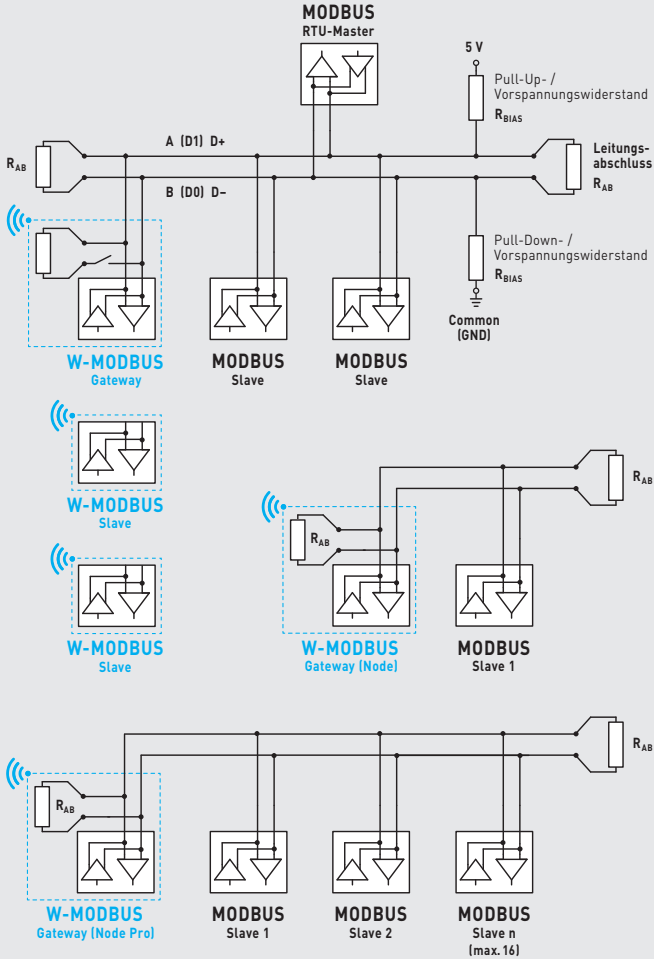 MODBUS
RTU-Master
5 V
Pull-Up- /
Vorspannungswiderstand
RBIAS
A (D1) D+
RAB
B (D0) D−
Leitungs-
abschluss
RAB
Pull-Down- /
Vorspannungswiderstand
RBIAS
Common
(GND)
W-MODBUS
Gateway
MODBUS
Slave
MODBUS
Slave
W-MODBUS
Slave
RAB
RAB
W-MODBUS
Slave
W-MODBUS
Gateway (Node)
MODBUS
Slave 1
RAB
RAB
W-MODBUS
Gateway (Node Pro)
MODBUS
Slave 1
MODBUS
Slave 2
MODBUS
Slave n
(max. 16)